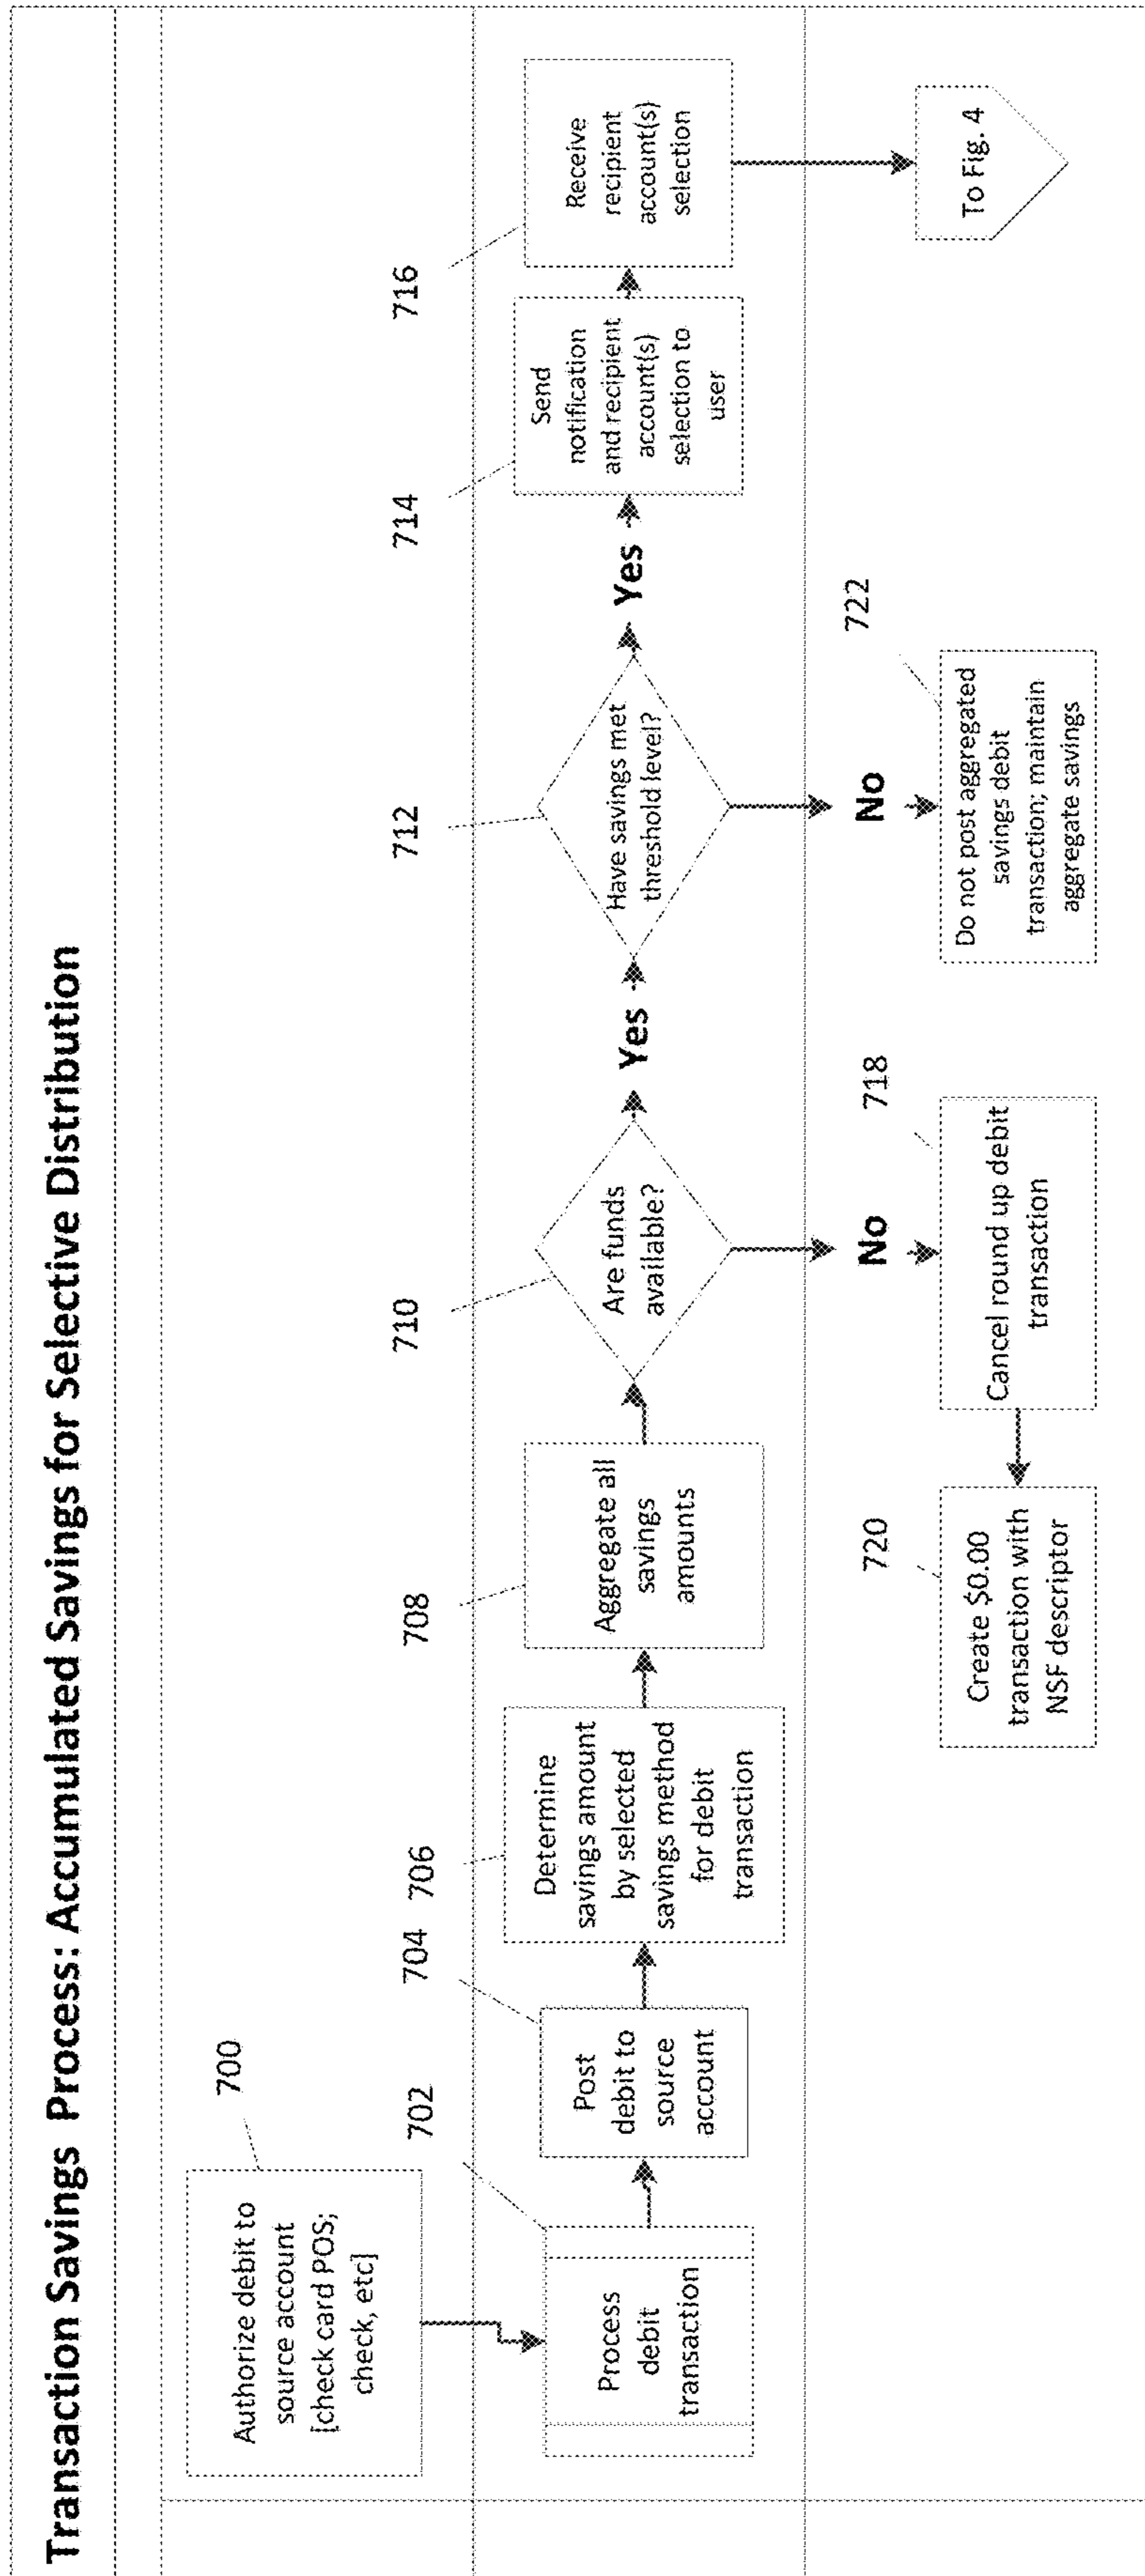 Transaction Savings Process: Accumulated Savings for Selective Distribution
700
Authorize debit to
source account
[check card POS;
check, etc]
702
Process
debit
transaction
704
Post
debit to
source
account
706
Determine
savings amount
by selected
savings method
for debit
transaction
708
Aggregate all
savings
amounts
710
Are funds
available?
Yes
712
Have savings met
threshold level?
Yes
714
Send
notification
and recipient
account(s)
selection to
user
716
Receive
recipient
account(s)
selection
To Fig. 4
No
718
Cancel round up debit
transaction
720
Create $0.00
transaction with
NSF descriptor
No
722
Do not post aggregated
savings debit
transaction; maintain
aggregate savings